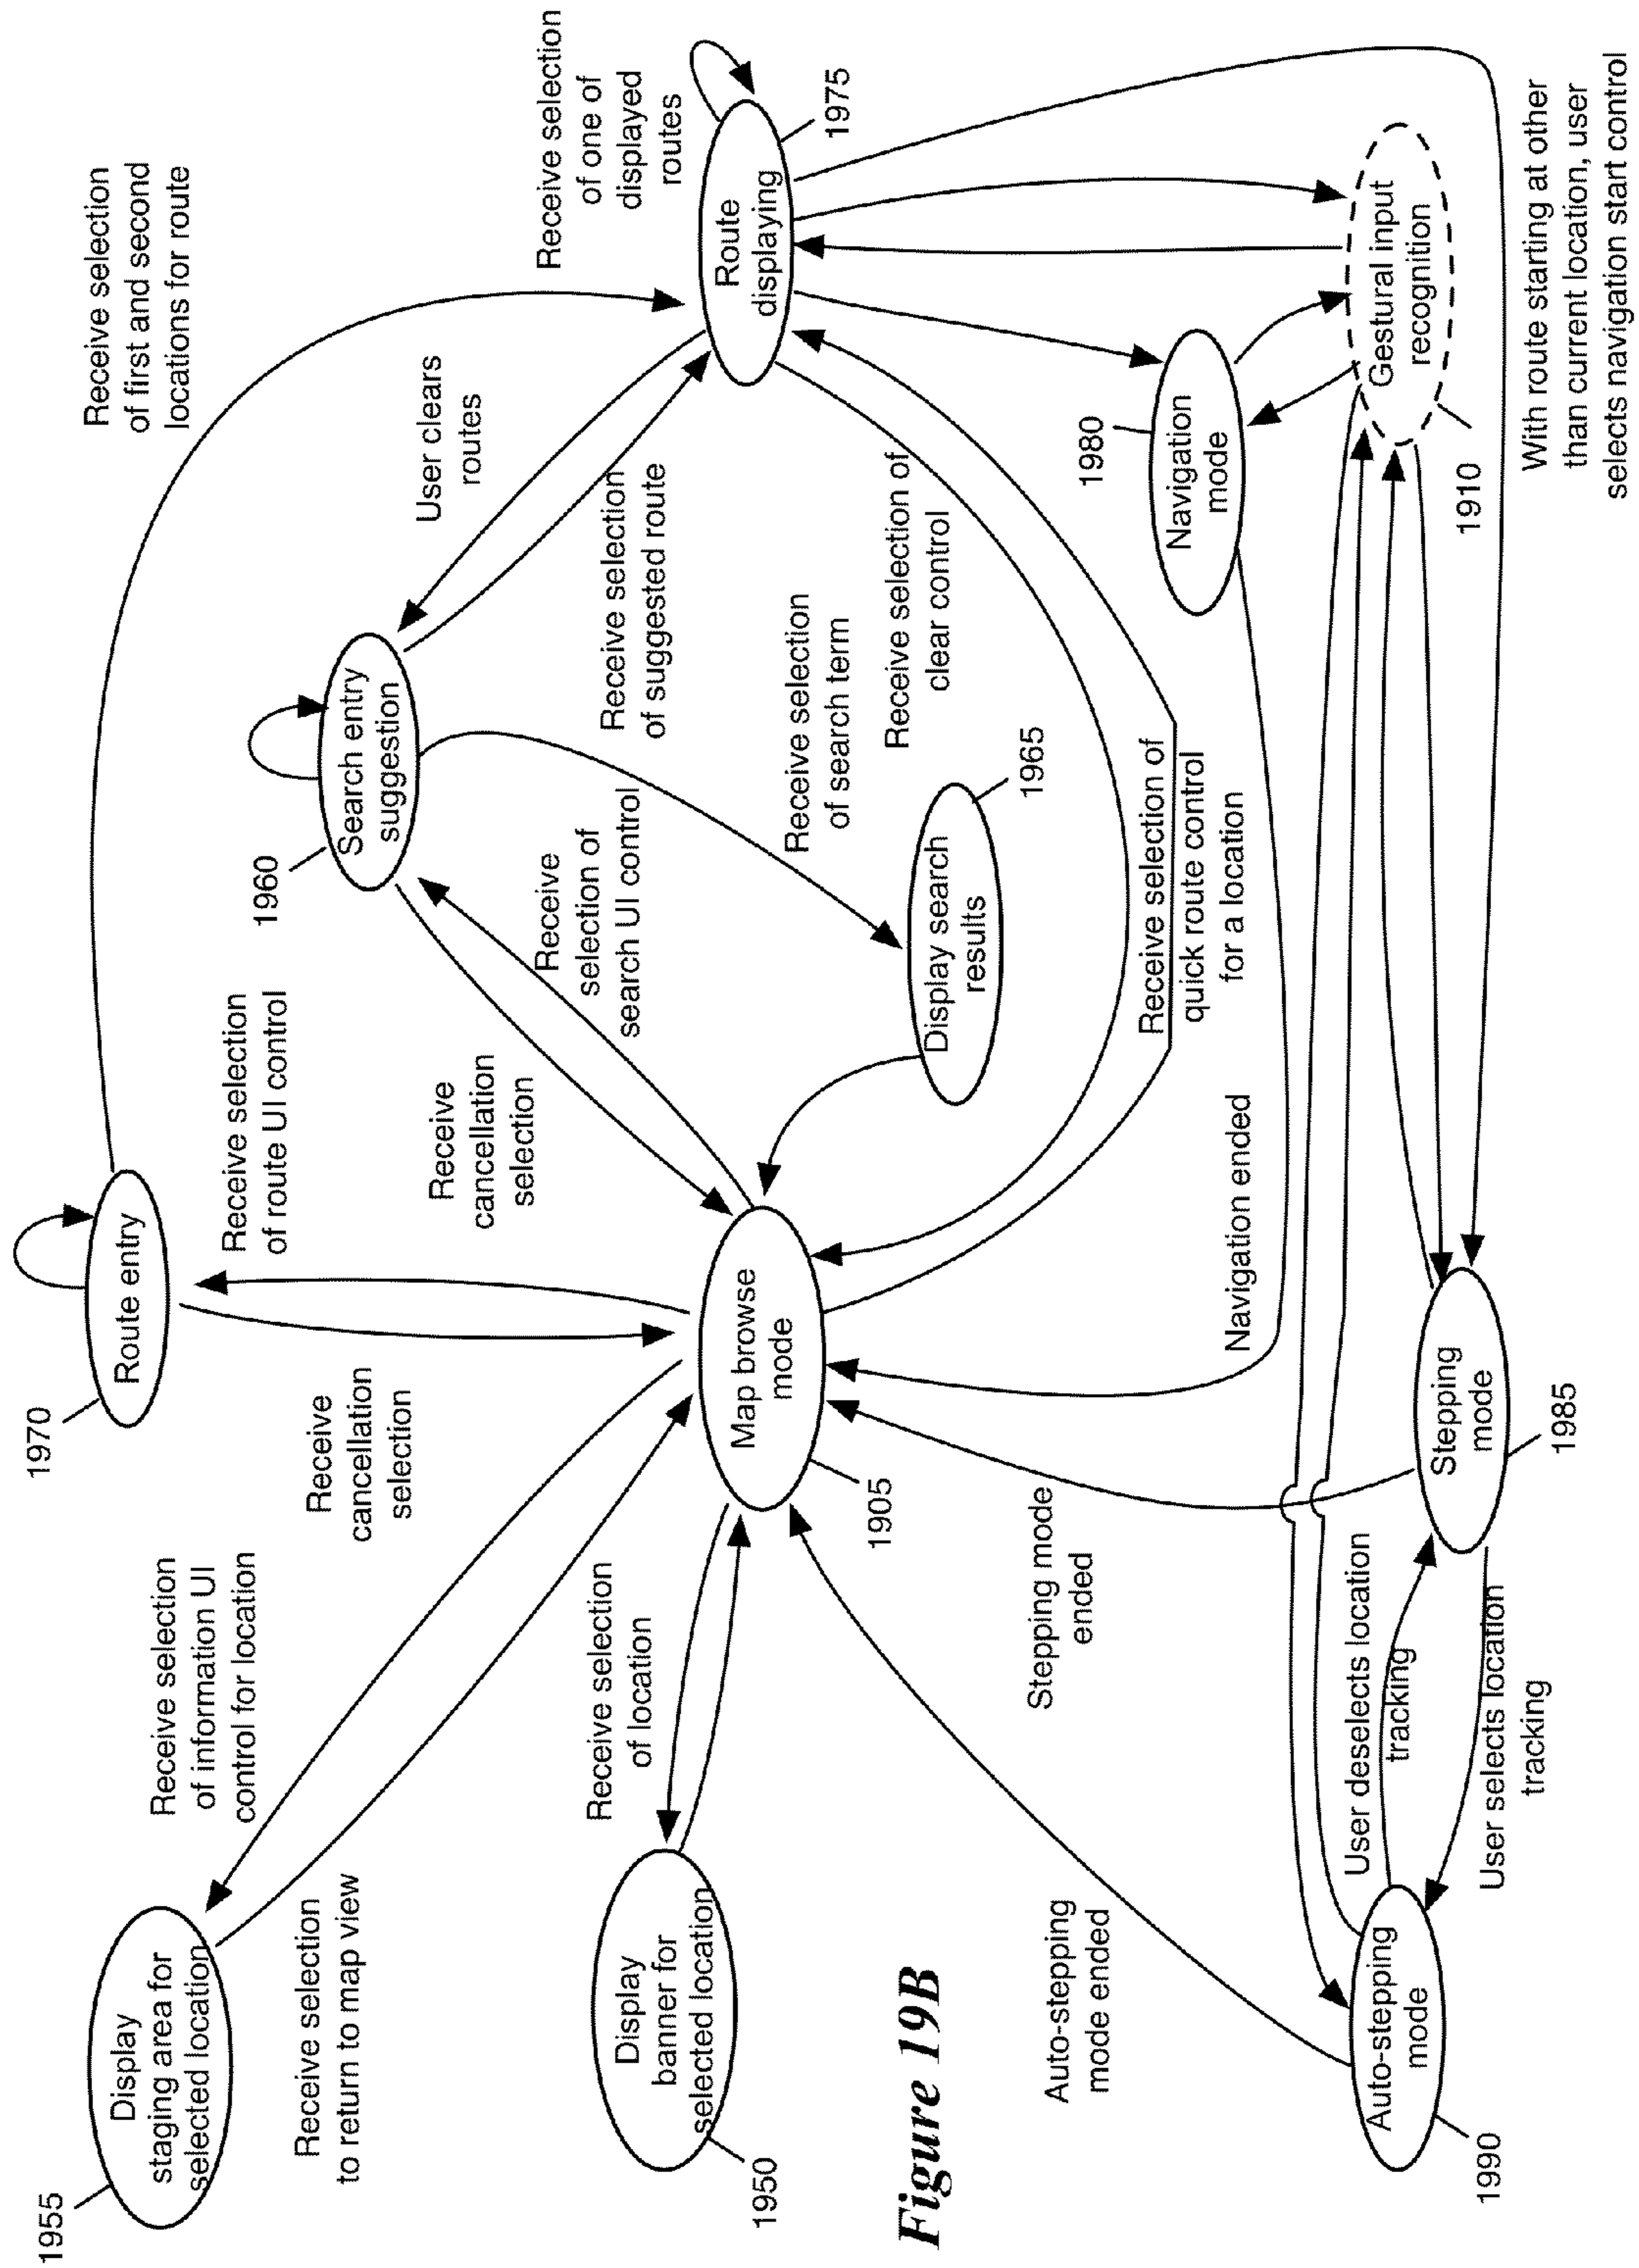 1955
Display
staging area for
selected location
Receive selection
of information UI
control for location
Receive selection
to return to map view
1970
Route entry
Receive selection
of route UI control
Receive
cancellation
selection
Receive selection
of first and second
locations for route
1960
Search entry
suggestion
Receive
cancellation
selection
Receive
selection of
search UI control
User clears
routes
Receive selection
of suggested route
Receive selection
of one of
displayed
routes
Route
displaying
1975
1950
Display
banner for
selected location
Receive selection
of location
Map browse
mode
1905
Display search
results
1965
Receive selection
of search term
Receive selection of
clear control
Receive selection of
quick route control
for a location
Figure 19B
Auto-stepping
mode ended
Stepping mode
ended
Navigation ended
1980
Navigation
mode
Gestural input
recognition
1910
1990
Auto-stepping
mode
User deselects location
tracking
User selects location
tracking
Stepping
mode
1985
With route starting at other
than current location, user
selects navigation start control